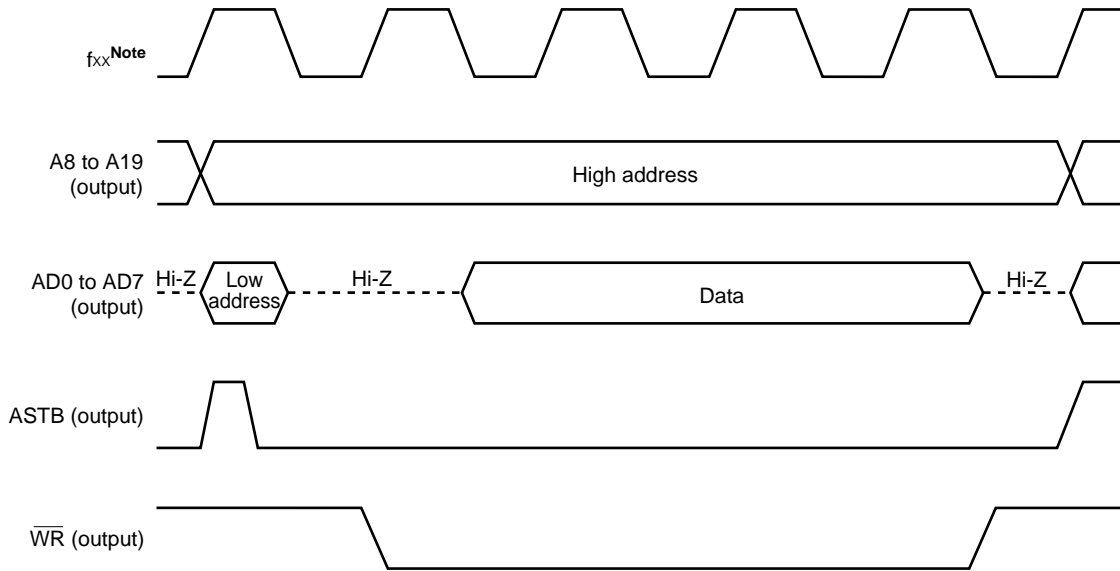 fxxNote
A8 to A19
(output)
High address
AD0 to AD7
(output)
Hi-Z
Low
address
Hi-Z
Data
Hi-Z
ASTB (output)
W̅R̅ (output)